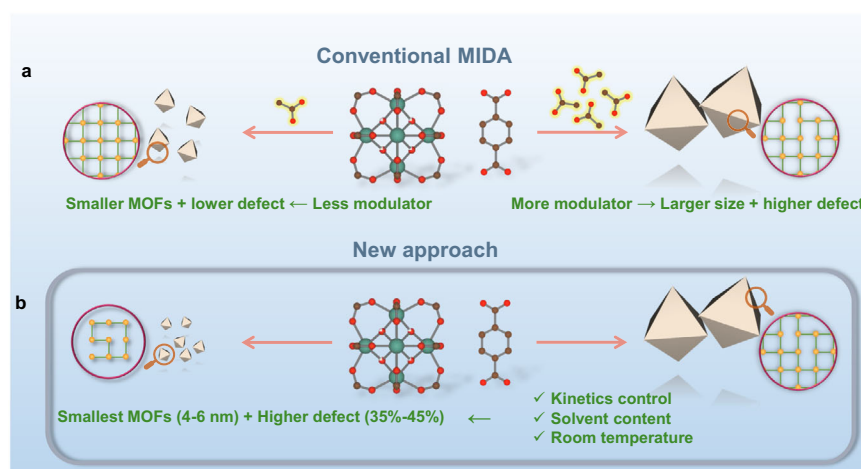 Conventional MIDA
a
Smaller MOFs + lower defect ← Less modulator
More modulator → Larger size + higher defect
New approach
b
Smallest MOFs (4-6 nm) + Higher defect (35%-45%) ←
✓ Kinetics control
✓ Solvent content
✓ Room temperature